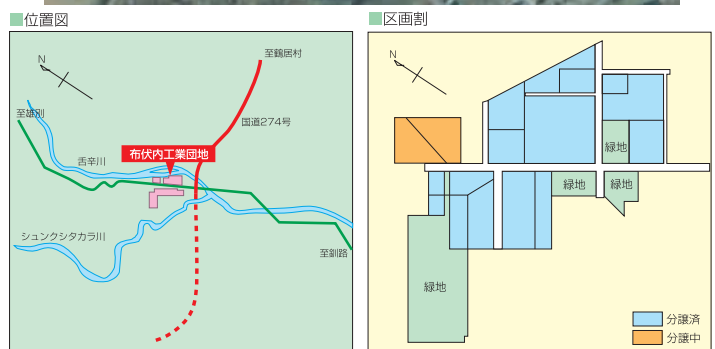 ■位置図
N
至鶴居村
至雄別
国道274号
布伏内工業団地
舌辛川
シュンクシタカラ川
至釧路
■区画割
N
緑地
緑地
緑地
緑地
分譲済
分譲中